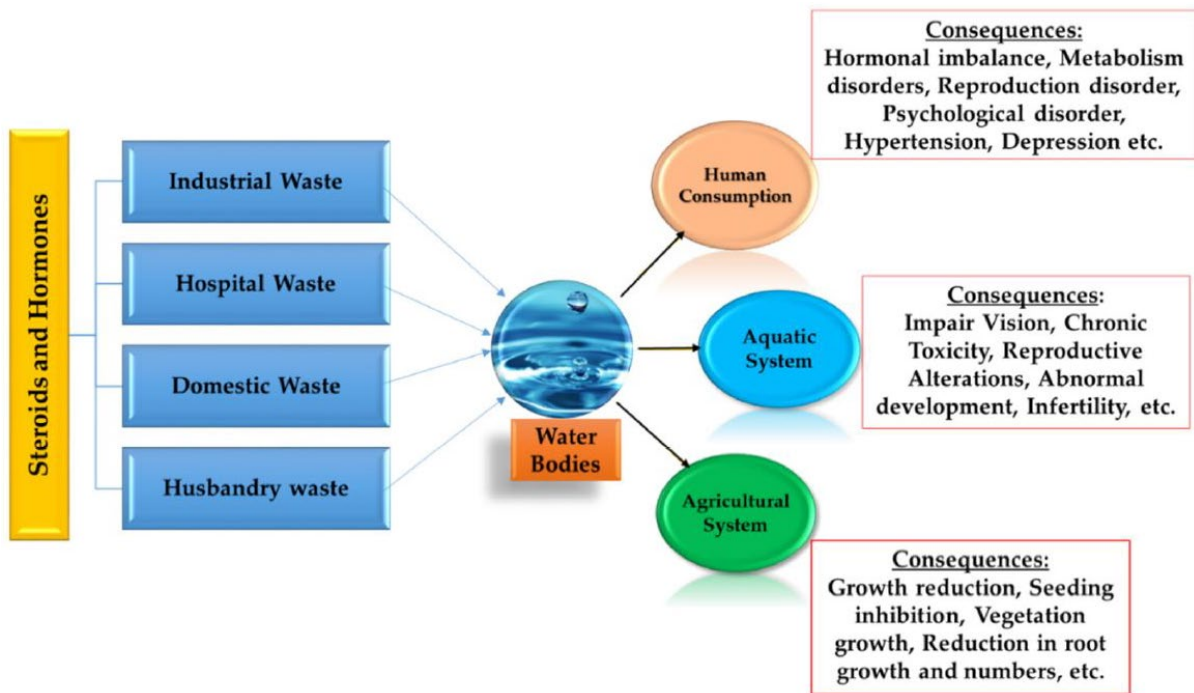 Steroids and Hormones
Industrial Waste
Hospital Waste
Domestic Waste
Husbandry waste
Water
Bodies
Human
Consumption
Consequences:
Hormonal imbalance, Metabolism
disorders, Reproduction disorder,
Psychological disorder,
Hypertension, Depression etc.
Aquatic
System
Consequences:
Impair Vision, Chronic
Toxicity, Reproductive
Alterations, Abnormal
development, Infertility, etc.
Agricultural
System
Consequences:
Growth reduction, Seeding
inhibition, Vegetation
growth, Reduction in root
growth and numbers, etc.